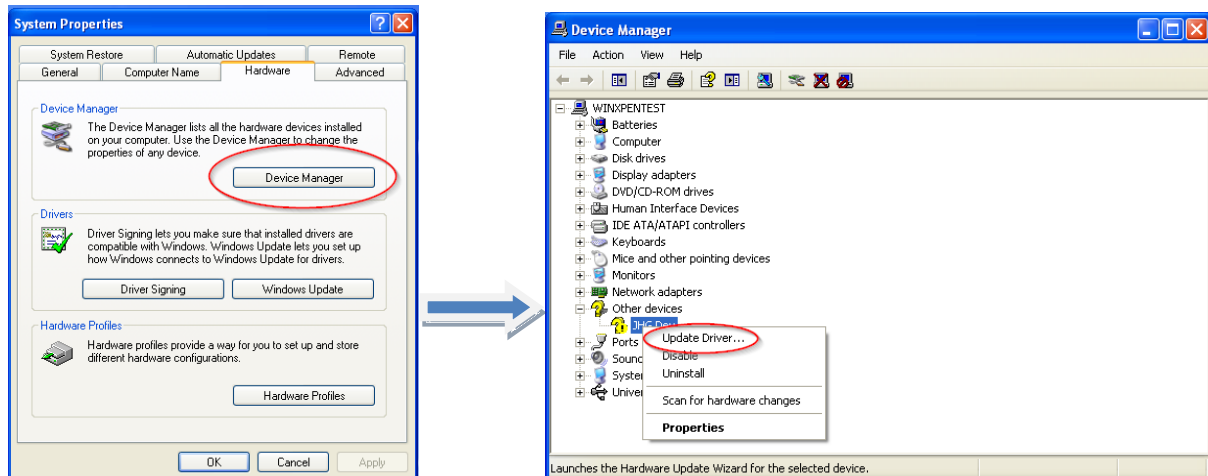 System Properties
System Restore
Automatic Updates
Remote
General
Computer Name
Hardware
Advanced
Device Manager
The Device Manager lists all the hardware devices installed
on your computer. Use the Device Manager to change the
properties of any device.
Device Manager
Drivers
Driver Signing lets you make sure that installed drivers are
compatible with Windows. Windows Update lets you set up
how Windows connects to Windows Update for drivers.
Driver Signing
Windows Update
Hardware Profiles
Hardware profiles provide a way for you to set up and store
different hardware configurations.
Hardware Profiles
OK
Cancel
Apply
Device Manager
File Action View Help
WINXPENTEST
Batteries
Computer
Disk drives
Display adapters
DVD/CD-ROM drives
Human Interface Devices
IDE ATA/ATAPI controllers
Keyboards
Mice and other pointing devices
Monitors
Network adapters
Other devices
Ports
Update Driver...
Disable
Uninstall
Scan for hardware changes
Properties
Launches the Hardware Update Wizard for the selected device.